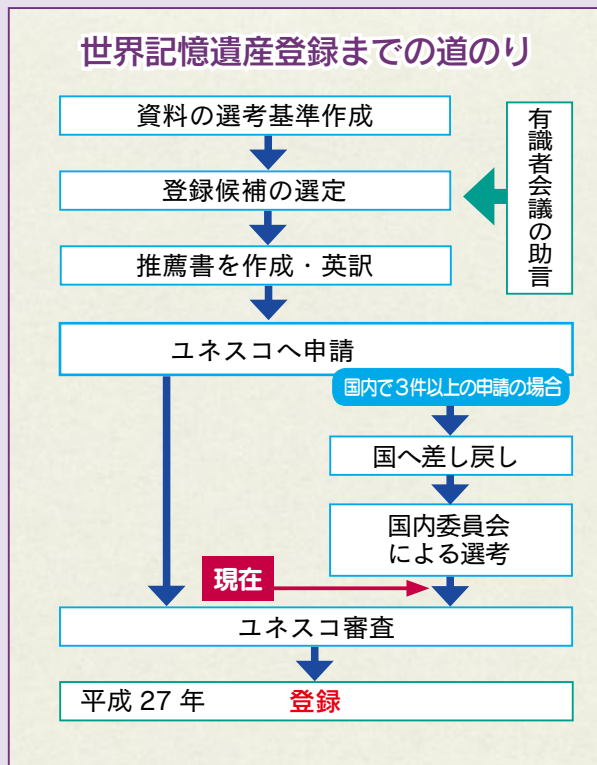 世界記憶遺産登録までの道のり
資料の選考基準作成
有識者会議の助言
登録候補の選定
推薦書を作成・英訳
ユネスコへ申請
国内で3件以上の申請の場合
国へ差し戻し
国内委員会
による選考
現在
ユネスコ審査
平成 27 年 登録